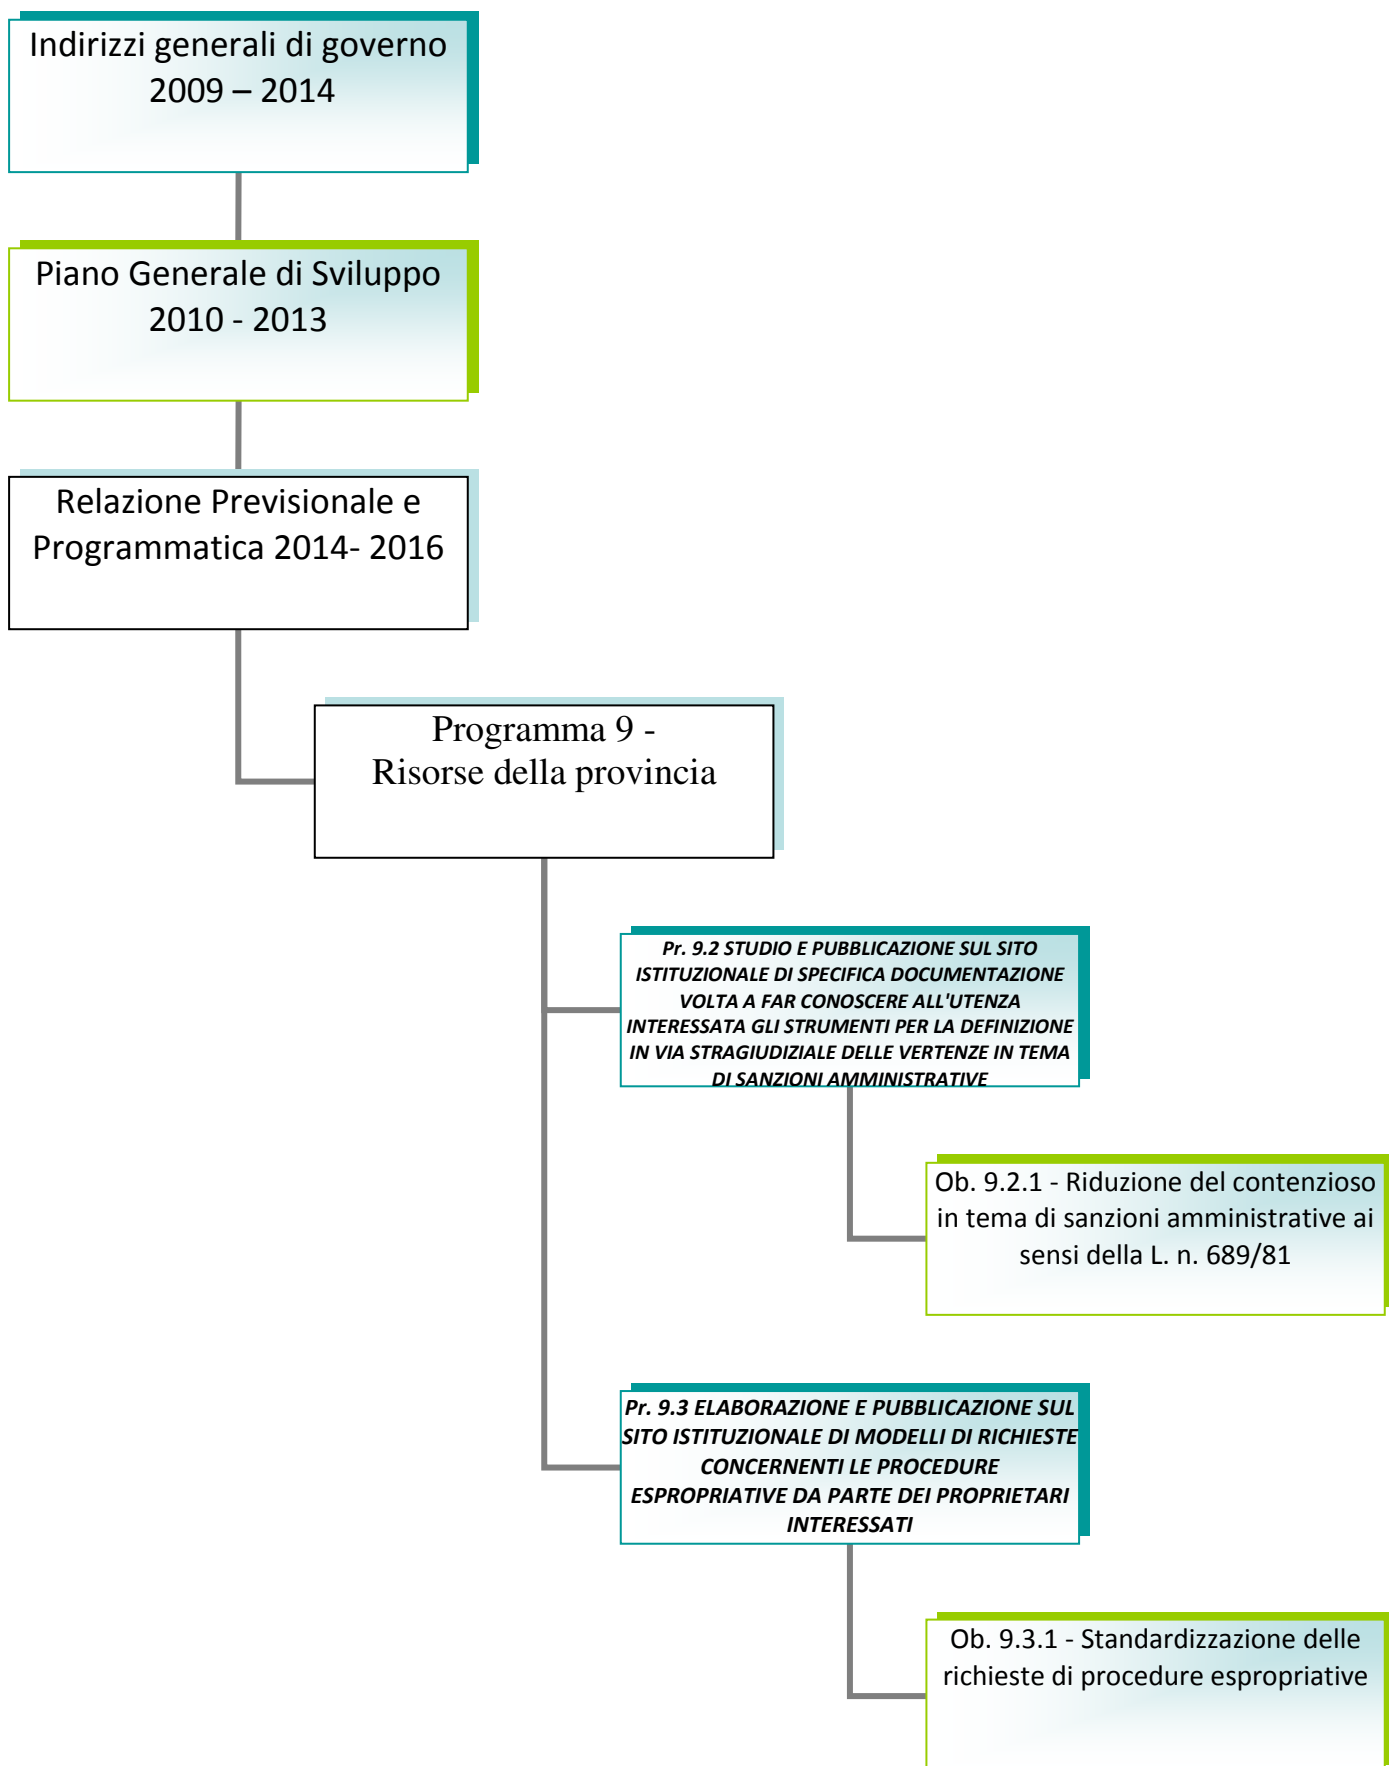 Indirizzi generali di governo
2009 – 2014
Piano Generale di Sviluppo
2010 - 2013
Relazione Previsionale e
Programmatica 2014- 2016
Programma 9 -
Risorse della provincia
Pr. 9.2 STUDIO E PUBBLICAZIONE SUL SITO
ISTITUZIONALE DI SPECIFICA DOCUMENTAZIONE
VOLTA A FAR CONOSCERE ALL'UTENZA
INTERESSATA GLI STRUMENTI PER LA DEFINIZIONE
IN VIA STRAGIUDIZIALE DELLE VERTENZE IN TEMA
DI SANZIONI AMMINISTRATIVE
Ob. 9.2.1 - Riduzione del contenzioso
in tema di sanzioni amministrative ai
sensi della L. n. 689/81
Pr. 9.3 ELABORAZIONE E PUBBLICAZIONE SUL
SITO ISTITUZIONALE DI MODELLI DI RICHIESTE
CONCERNENTI LE PROCEDURE
ESPROPRIATIVE DA PARTE DEI PROPRIETARI
INTERESSATI
Ob. 9.3.1 - Standardizzazione delle
richieste di procedure espropriative